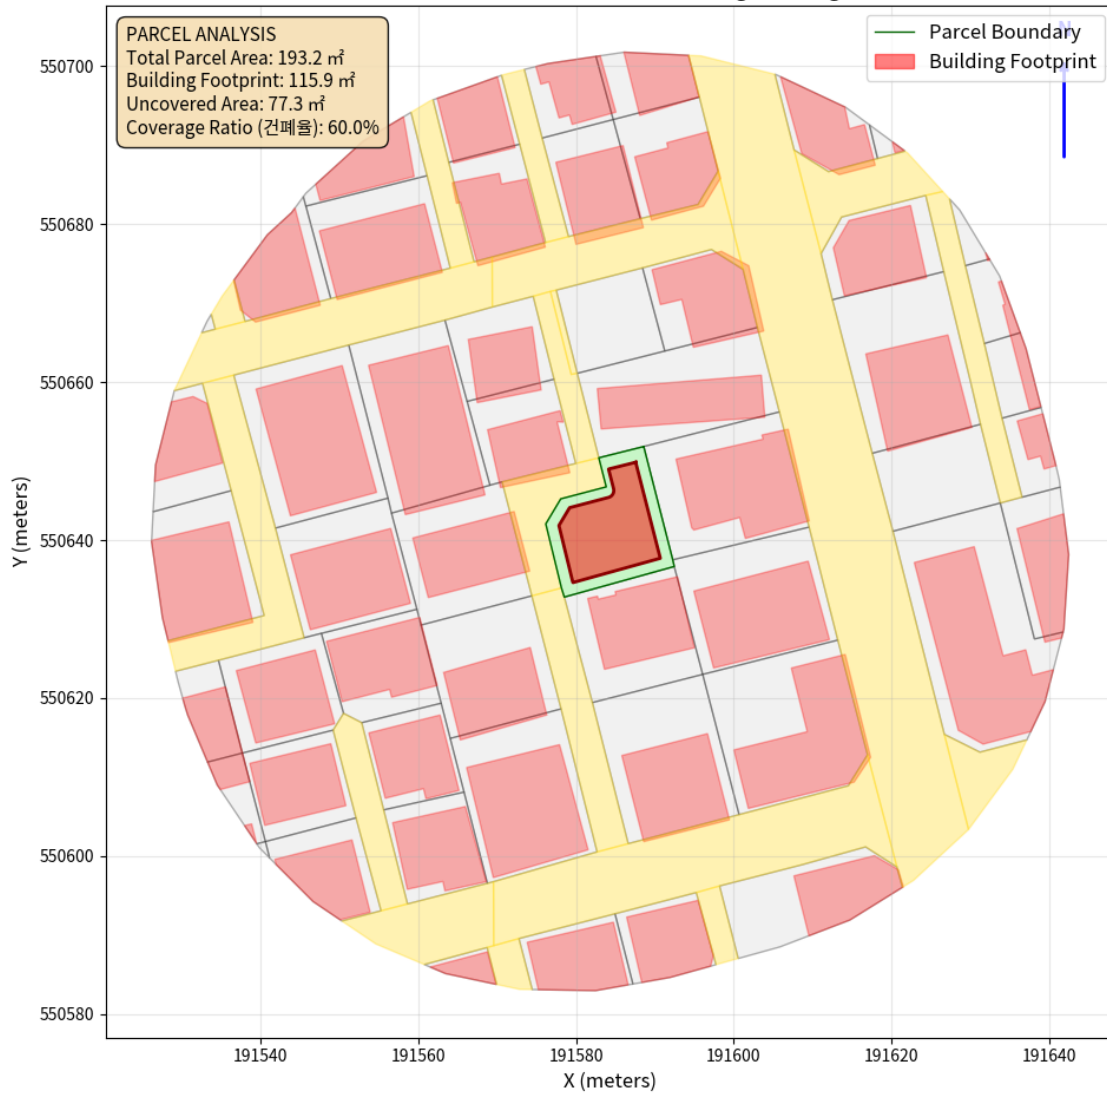 PARCEL ANALYSIS
Total Parcel Area: 193.2 ㎡
Building Footprint: 115.9 ㎡
Uncovered Area: 77.3 ㎡
Coverage Ratio (건폐율): 60.0%
N
Parcel Boundary
Building Footprint
550700
550680
550660
550640
550620
550600
550580
Y (meters)
191540
191560
191580
191600
191620
191640
X (meters)